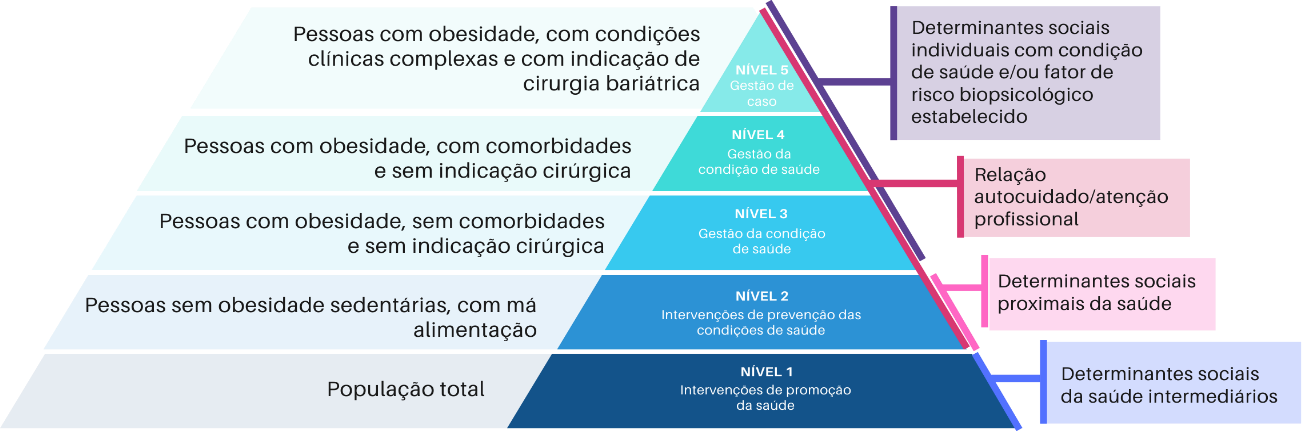 Pessoas com obesidade, com condições
clínicas complexas e com indicação de
cirurgia bariátrica
NÍVEL 5
Gestão de
caso
Determinantes sociais
individuais com condição
de saúde e/ou fator de
risco biopsicológico
estabelecido
Pessoas com obesidade, com comorbidades
e sem indicação cirúrgica
NÍVEL 4
Gestão da
condição de saúde
Relação
autocuidado/atenção
profissional
Pessoas com obesidade, sem comorbidades
e sem indicação cirúrgica
NÍVEL 3
Gestão da condição
de saúde
Pessoas sem obesidade sedentárias, com má
alimentação
NÍVEL 2
Intervenções de prevenção das
condições de saúde
Determinantes sociais
proximais da saúde
População total
NÍVEL 1
Intervenções de promoção
da saúde
Determinantes sociais
da saúde intermediários